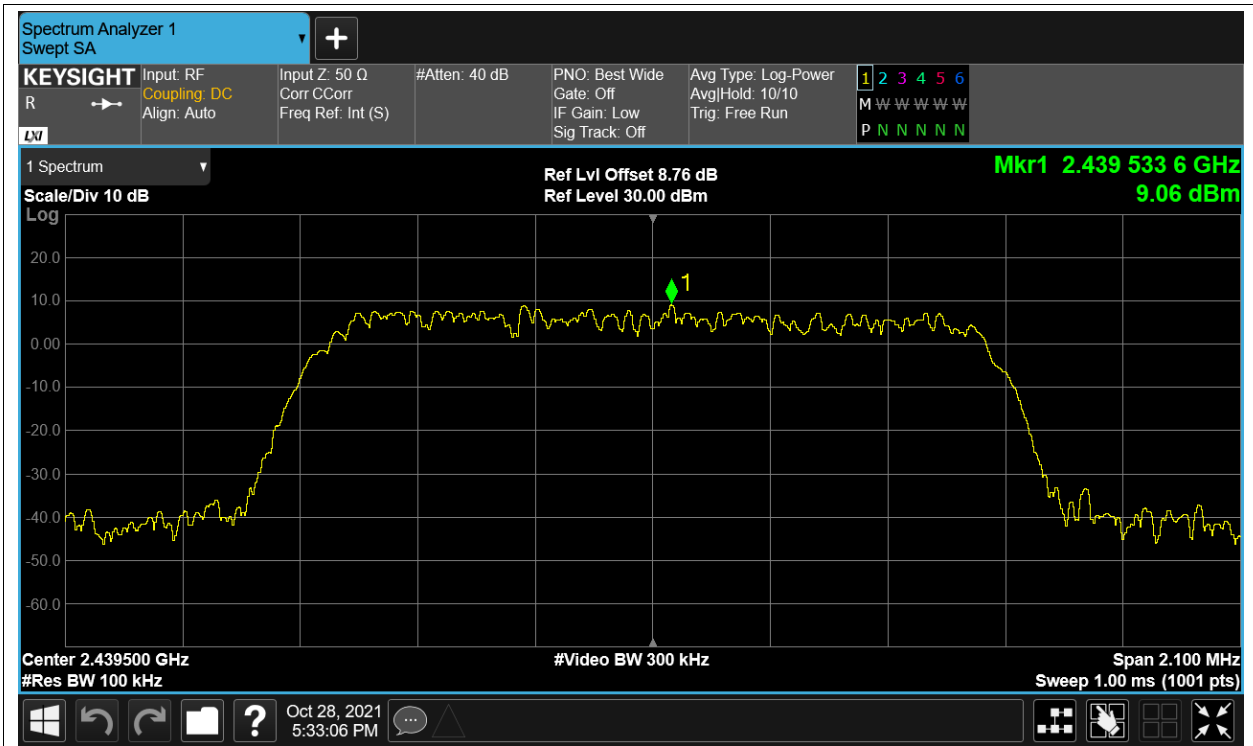 Spectrum Analyzer 1
Swept SA
KEYSIGHT
R
LXI
Input: RF
Coupling: DC
Align: Auto
Input Z: 50 Ω
Corr CCorr
Freq Ref: Int (S)
#Atten: 40 dB
PNO: Best Wide
Gate: Off
IF Gain: Low
Sig Track: Off
Avg Type: Log-Power
Avg|Hold: 10/10
Trig: Free Run
1 2 3 4 5 6
M W W W W W
P N N N N N
1 Spectrum
Scale/Div 10 dB
Log
Ref Lvl Offset 8.76 dB
Ref Level 30.00 dBm
Mkr1 2.439 533 6 GHz
9.06 dBm
20.0
10.0
0.00
-10.0
-20.0
-30.0
-40.0
-50.0
-60.0
1
Center 2.439500 GHz
#Res BW 100 kHz
#Video BW 300 kHz
Span 2.100 MHz
Sweep 1.00 ms (1001 pts)
?
Oct 28, 2021
5:33:06 PM